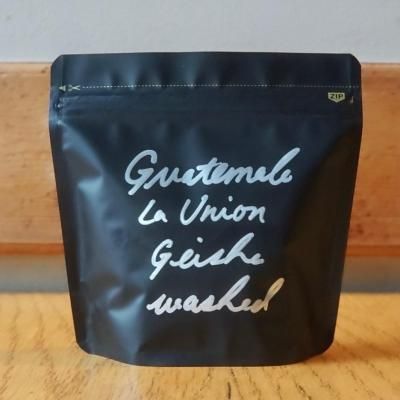 ZIP
Guatemala
La Union
Geisha
washed